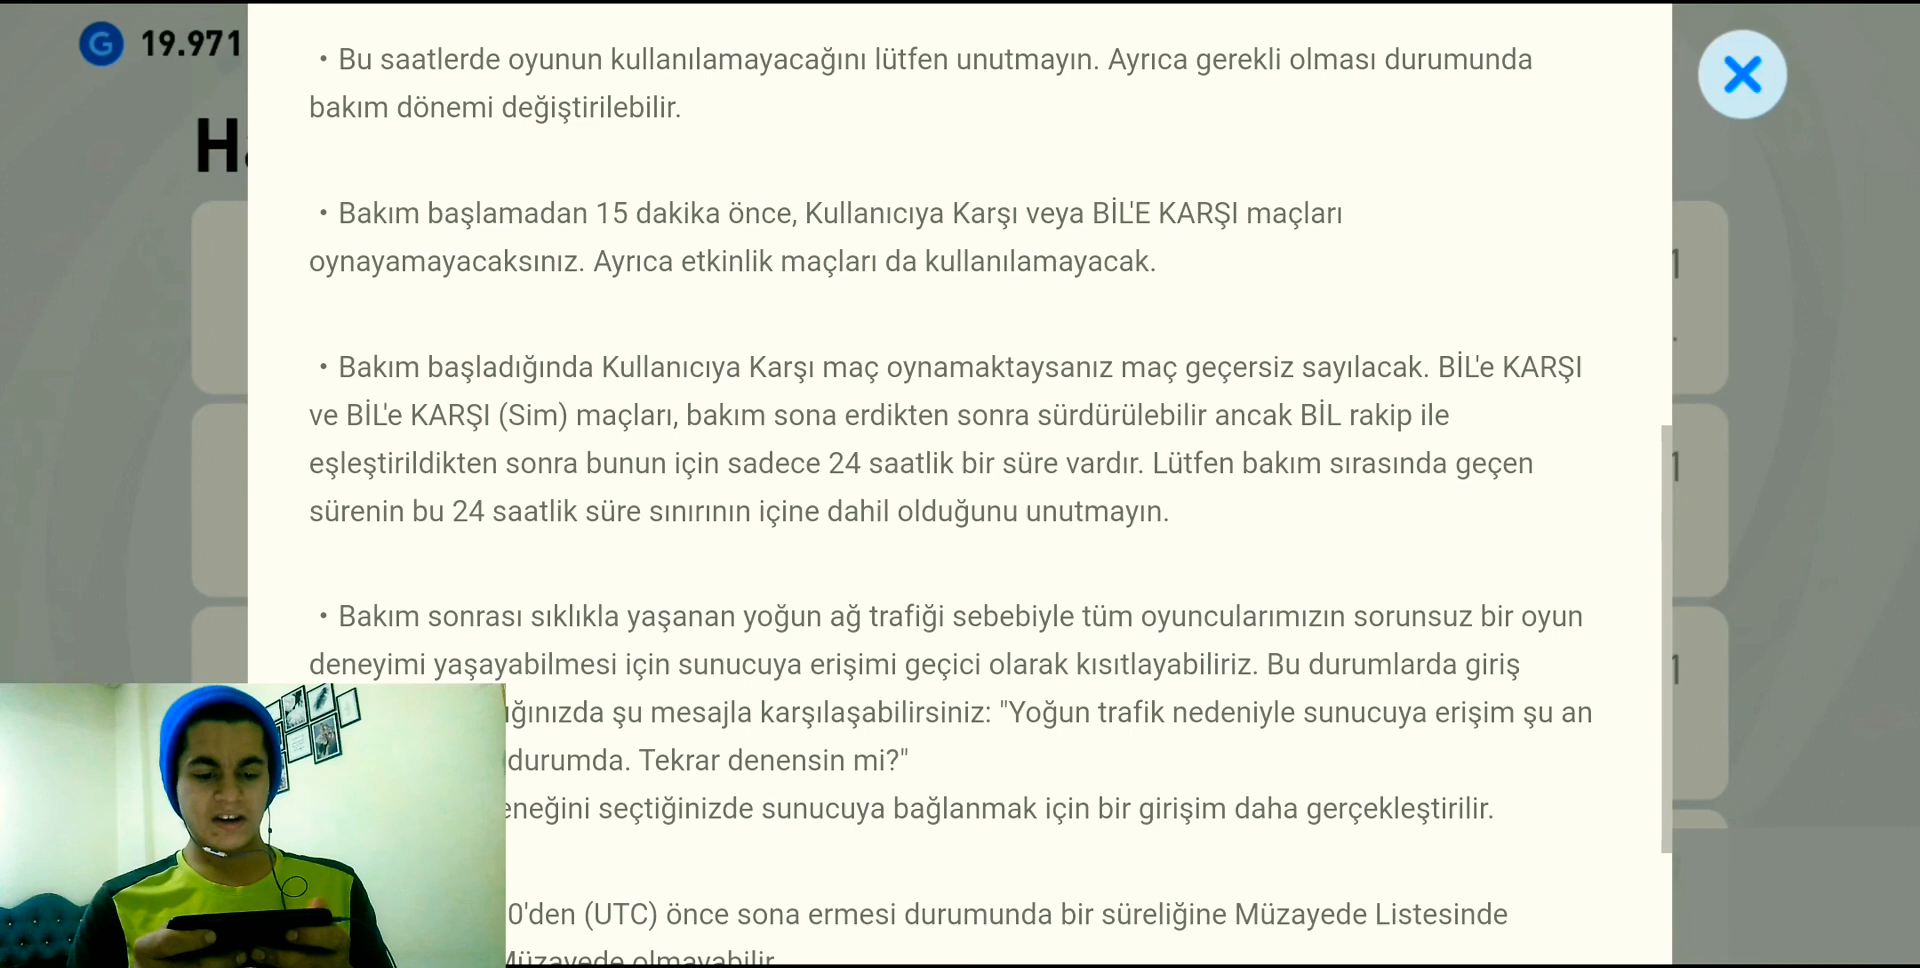 G 19.971
• Bu saatlerde oyunun kullanılamayacağını lütfen unutmayın. Ayrıca gerekli olması durumunda
bakım dönemi değiştirilebilir.
• Bakım başlamadan 15 dakika önce, Kullanıcıya Karşı veya BİL'E KARŞI maçları
oynayamayacaksınız. Ayrıca etkinlik maçları da kullanılamayacak.
• Bakım başladığında Kullanıcıya Karşı maç oynamaktaysanız maç geçersiz sayılacak. BİL'e KARŞI
ve BİL'e KARŞI (Sim) maçları, bakım sona erdikten sonra sürdürülebilir ancak BİL rakip ile
eşleştirildikten sonra bunun için sadece 24 saatlik bir süre vardır. Lütfen bakım sırasında geçen
sürenin bu 24 saatlik süre sınırının içine dahil olduğunu unutmayın.
• Bakım sonrası sıklıkla yaşanan yoğun ağ trafiği sebebiyle tüm oyuncularımızın sorunsuz bir oyun
deneyimi yaşayabilmesi için sunucuya erişimi geçici olarak kısıtlayabiliriz. Bu durumlarda giriş
ğınızda şu mesajla karşılaşabilirsiniz: "Yoğun trafik nedeniyle sunucuya erişim şu an
durumda. Tekrar denensin mi?"
eneğini seçtiğinizde sunucuya bağlanmak için bir girişim daha gerçekleştirilir.
0'den (UTC) önce sona ermesi durumunda bir süreliğine Müzayede Listesinde
Müzayede olmayabilir.